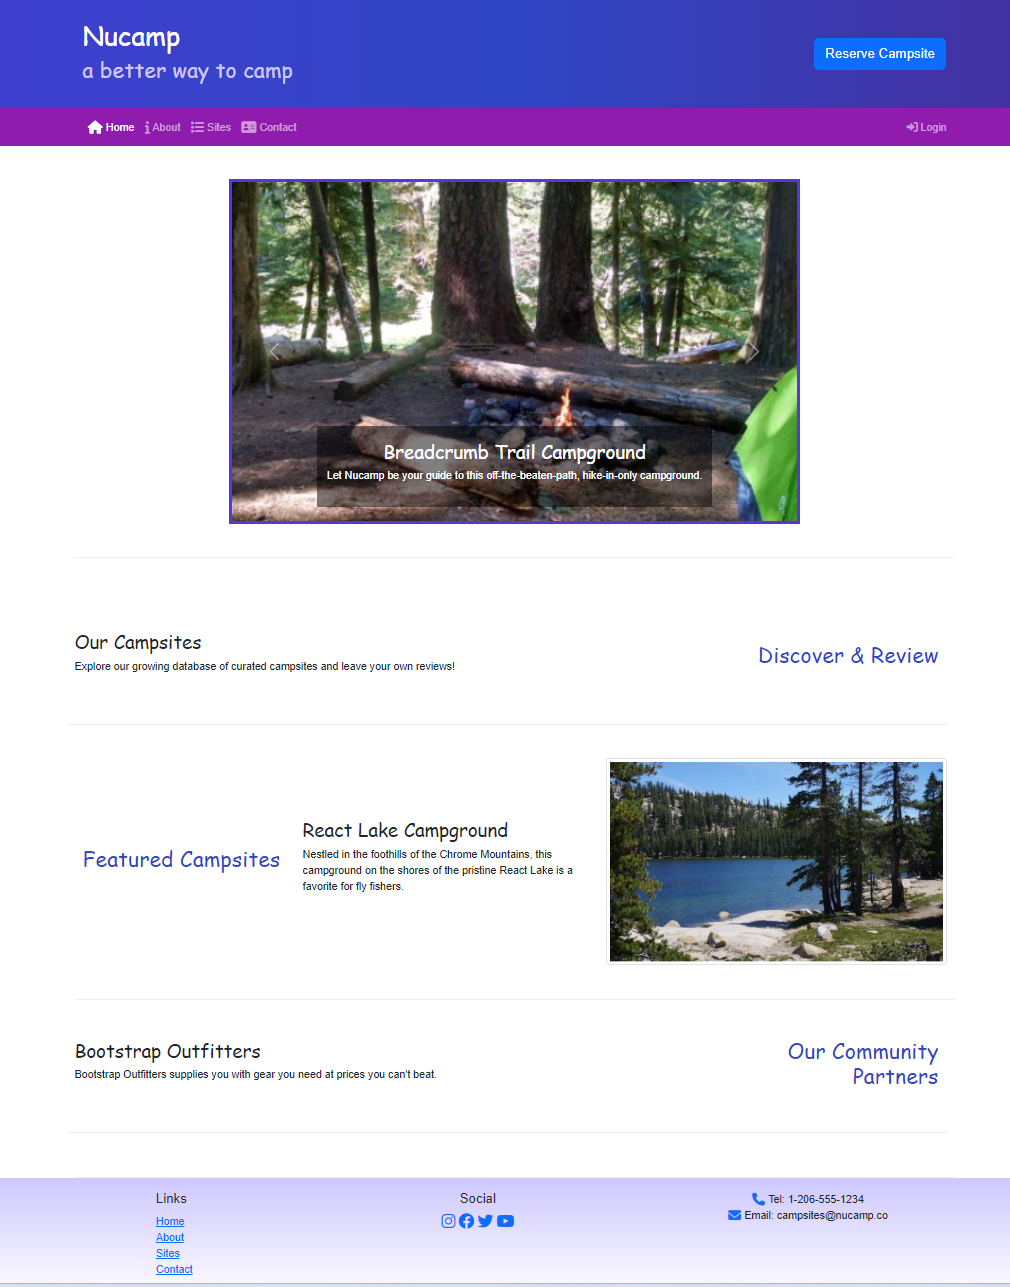 Nucamp
a better way to camp
Reserve Campsite
Home About Sites Contact Login
Breadcrumb Trail Campground
Let Nucamp be your guide to this off-the-beaten-path, hike-in-only campground.
Our Campsites
Explore our growing database of curated campsites and leave your own reviews!
Discover & Review
Featured Campsites
React Lake Campground
Nestled in the foothills of the Chrome Mountains, this
campground on the shores of the pristine React Lake is a
favorite for fly fishers.
Bootstrap Outfitters
Bootstrap Outfitters supplies you with gear you need at prices you can't beat.
Our Community
Partners
Links
Home
About
Sites
Contact
Social
Tel: 1-206-555-1234
Email: campsites@nucamp.co